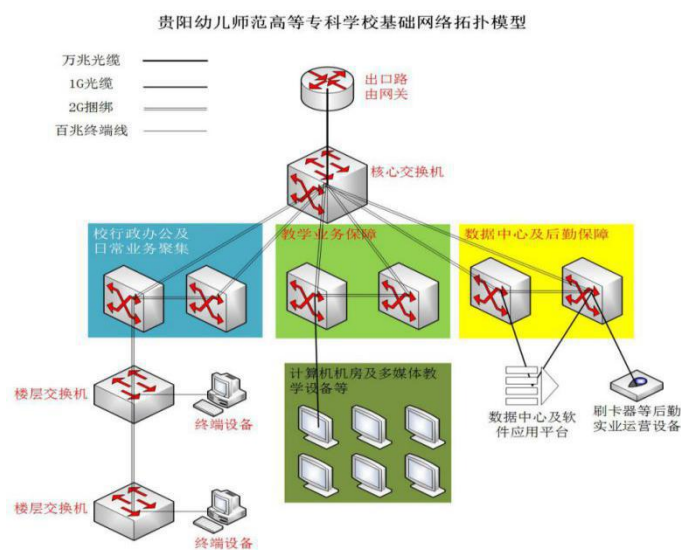 贵阳幼儿师范高等专科学校基础网络拓扑模型
万兆光缆
1G光缆
2G捆绑
百兆终端线
出口路
由网关
核心交换机
校行政办公及
日常业务聚集
教学业务保障
数据中心及后勤保障
计算机机房及多媒体教
学设备等
楼层交换机
终端设备
数据中心及软
件应用平台
刷卡器等后勤
实业运营设备
楼层交换机
终端设备